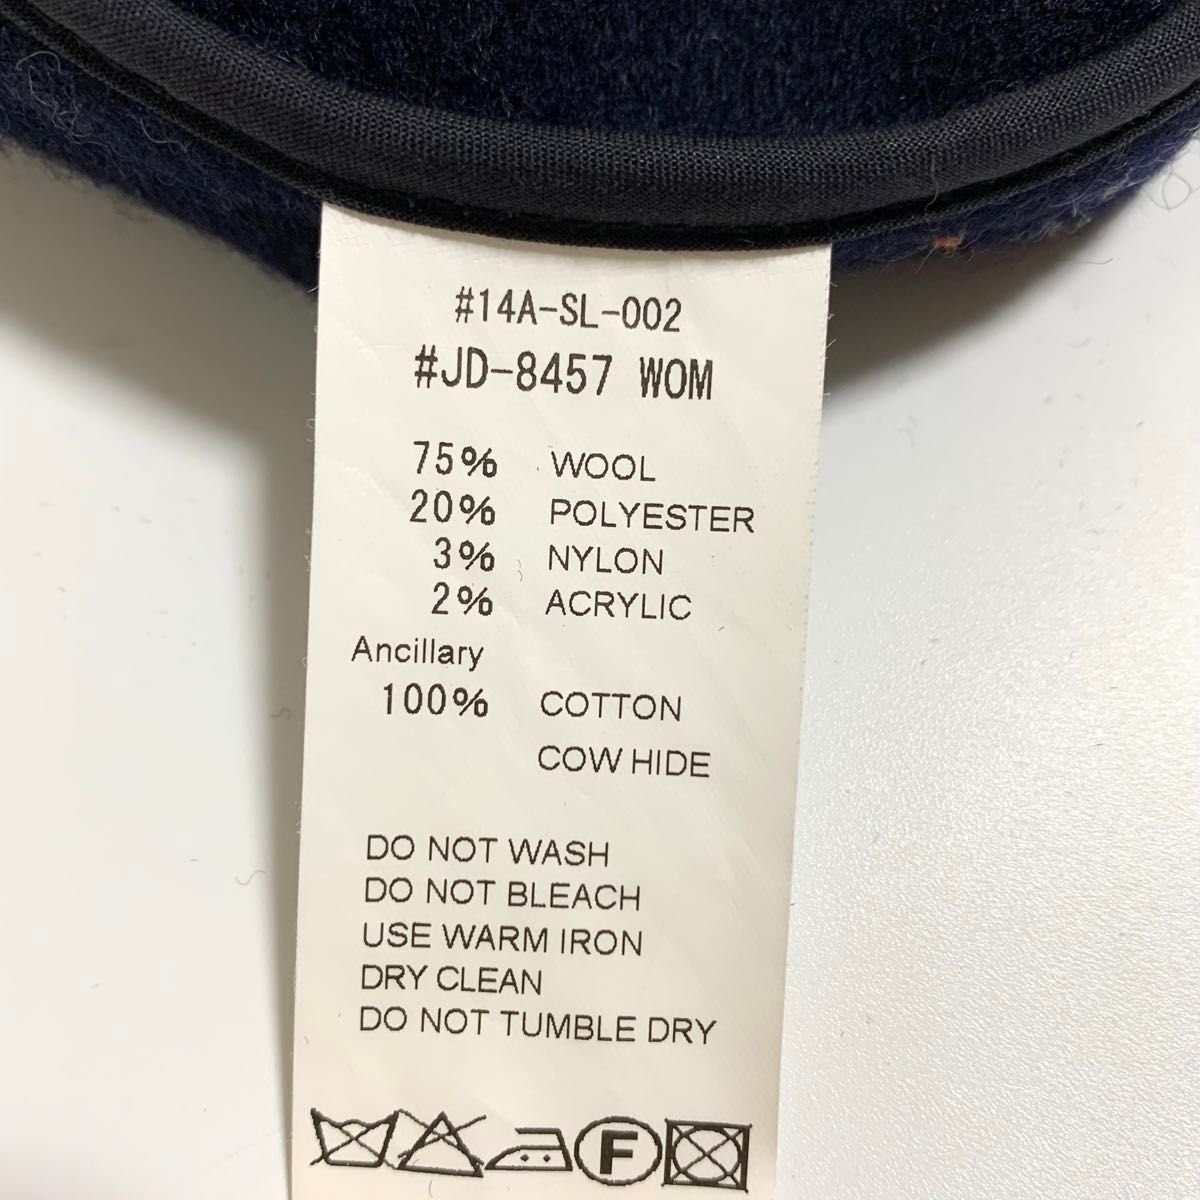 #14A-SL-002
#JD-8457 WOM
75% WOOL
20% POLYESTER
3% NYLON
2% ACRYLIC
Ancillary
100% COTTON
COW HIDE
DO NOT WASH
DO NOT BLEACH
USE WARM IRON
DRY CLEAN
DO NOT TUMBLE DRY
F